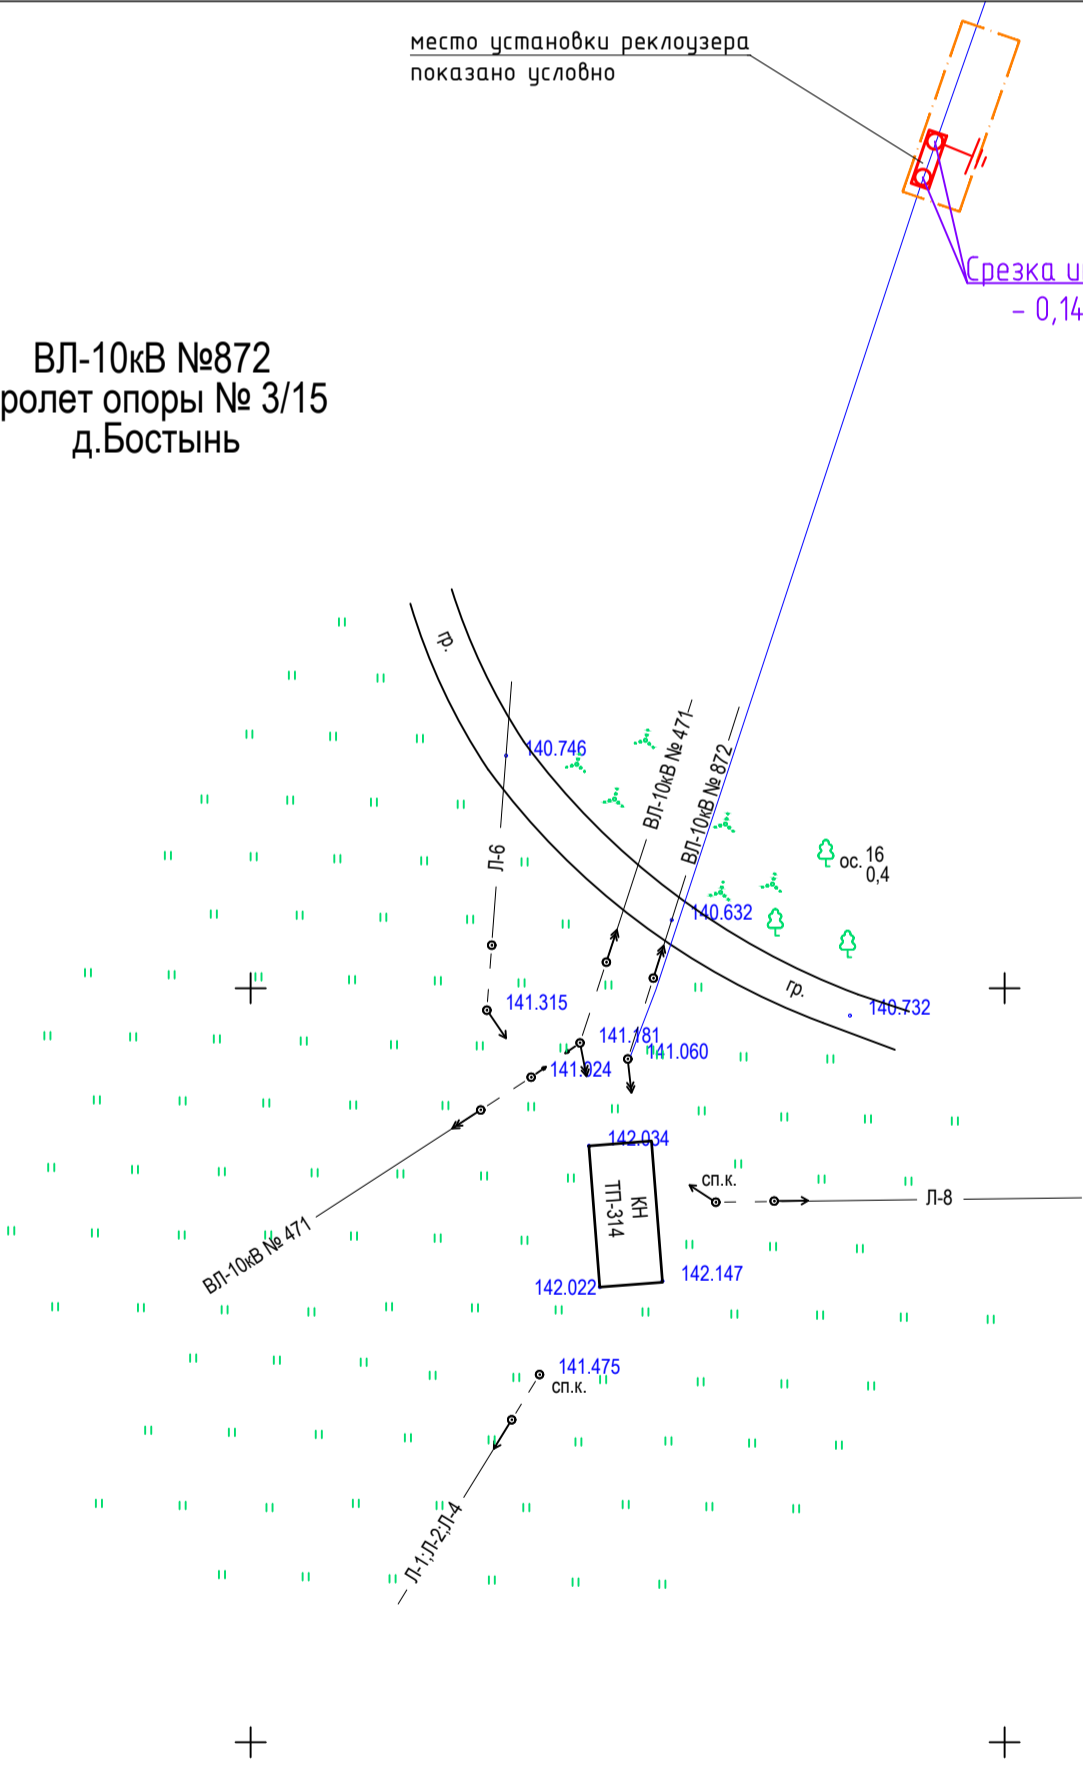 место установки реклоузера
показано условно
Срезка
- 0,14
ВЛ-10кВ №872
ролет опоры № 3/15
д.Бостынь
гр.
140.746
ВЛ-10кВ № 471
ВЛ-10кВ № 872
Л-6
ос. 16
0,4
140.632
гр.
141.315
140.732
141.181
141.060
141.024
142.034
КН
ТП-314
сп.к.
Л-8
ВЛ-10кВ № 471
142.022
142.147
141.475
сп.к.
Л-1;Л-2;Л-4